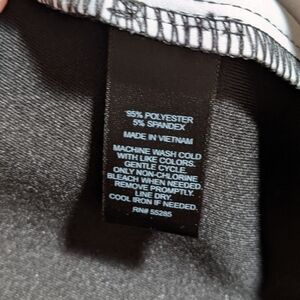 95% POLYESTER
5% SPANDEX
MADE IN VIETNAM
MACHINE WASH COLD
WITH LIKE COLORS.
GENTLE CYCLE.
ONLY NON-CHLORINE
BLEACH WHEN NEEDED.
REMOVE PROMPTLY.
LINE DRY.
COOL IRON IF NEEDED.
RN# 55285